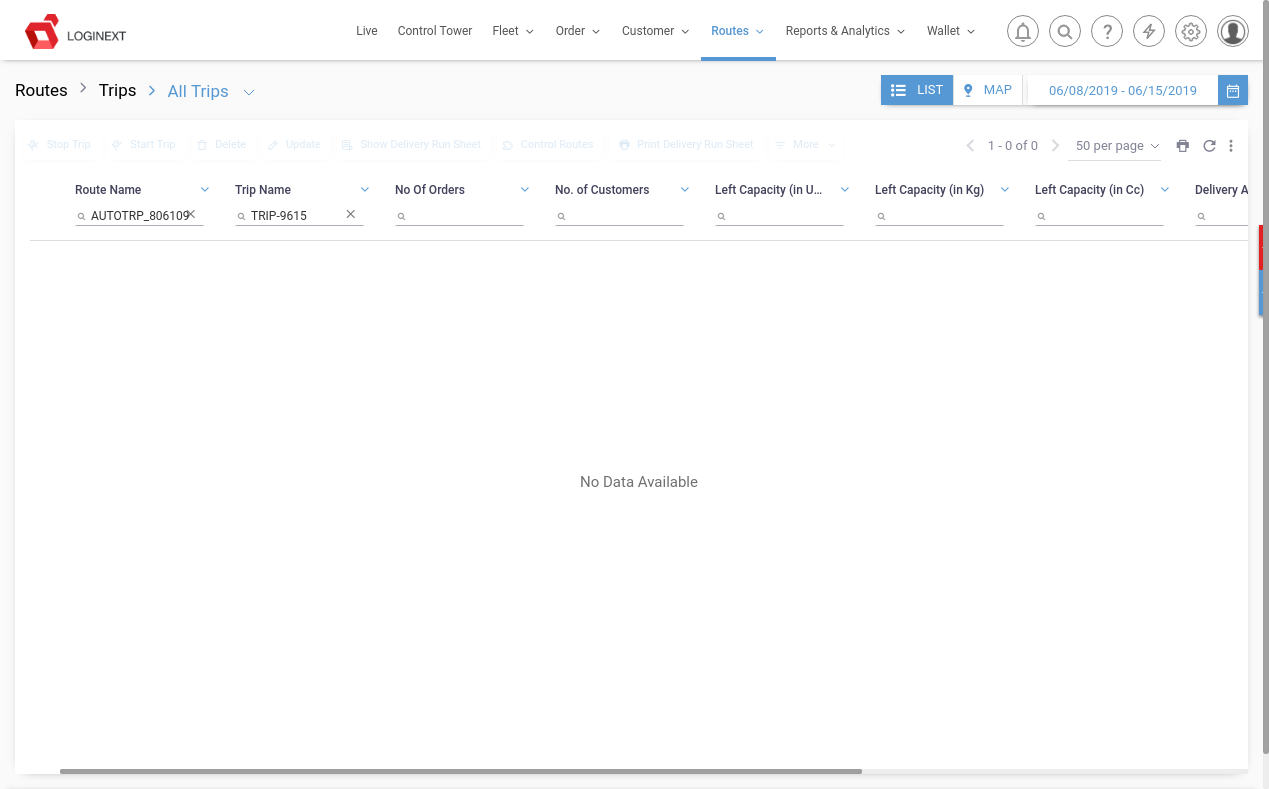 LOGINEXT
Live Control Tower Fleet Order Customer Routes Reports & Analytics Wallet
Routes > Trips > All Trips
LIST MAP 06/08/2019 - 06/15/2019
Stop Trip Start Trip Delete Update Show Delivery Run Sheet Control Routes Print Delivery Run Sheet More 1 - 0 of 0 50 per page
Route Name Trip Name No Of Orders No. of Customers Left Capacity (in U... Left Capacity (in Kg) Left Capacity (in Cc) Delivery A
AUTOTRP_806109 TRIP-9615
No Data Available